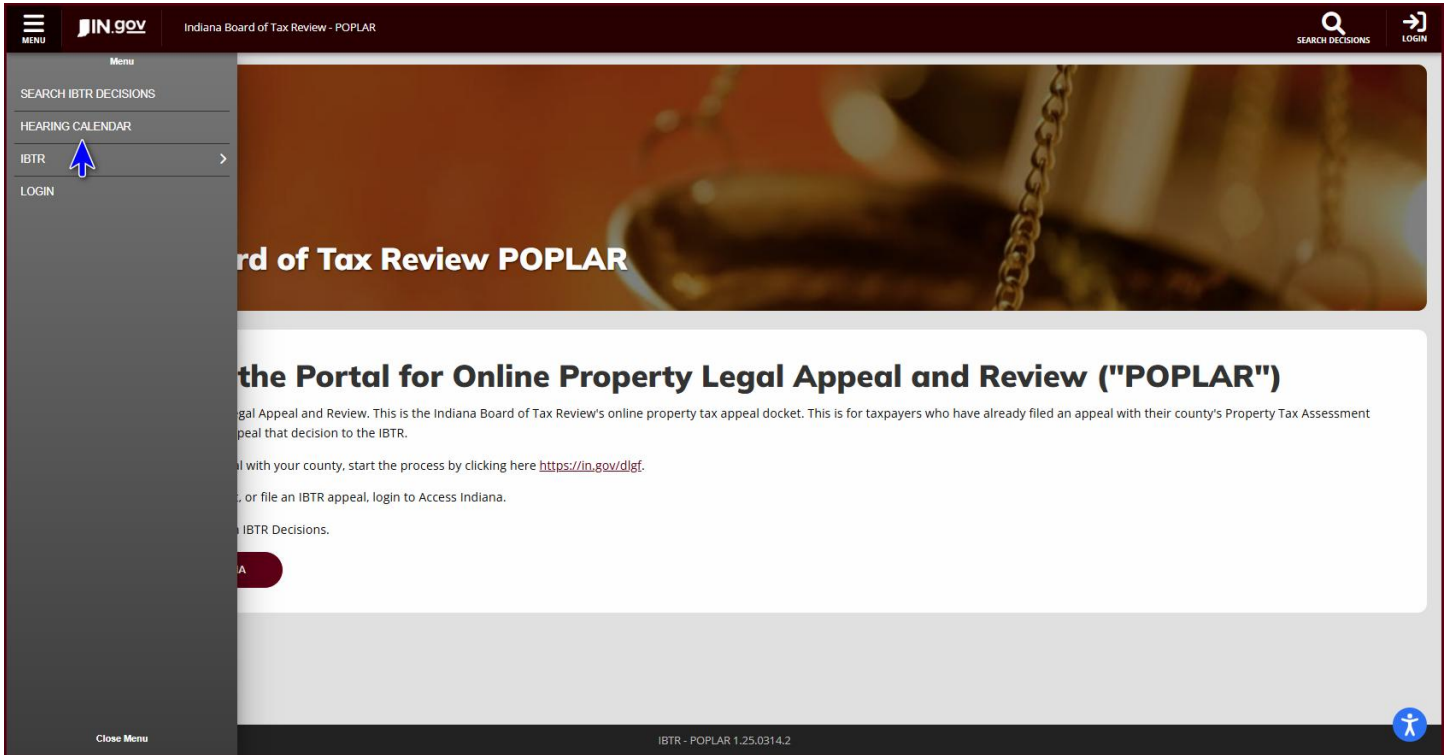 MENU
IN.gov
Indiana Board of Tax Review - POPLAR
SEARCH DECISIONS
LOGIN
Menu
SEARCH IBTR DECISIONS
HEARING CALENDAR
IBTR
LOGIN
rd of Tax Review POPLAR
the Portal for Online Property Legal Appeal and Review ("POPLAR")
egal Appeal and Review. This is the Indiana Board of Tax Review's online property tax appeal docket. This is for taxpayers who have already filed an appeal with their county's Property Tax Assessment
peal that decision to the IBTR.
al with your county, start the process by clicking here https://in.gov/dlgf.
, or file an IBTR appeal, login to Access Indiana.
IBTR Decisions.
A
Close Menu
IBTR - POPLAR 1.25.0314.2